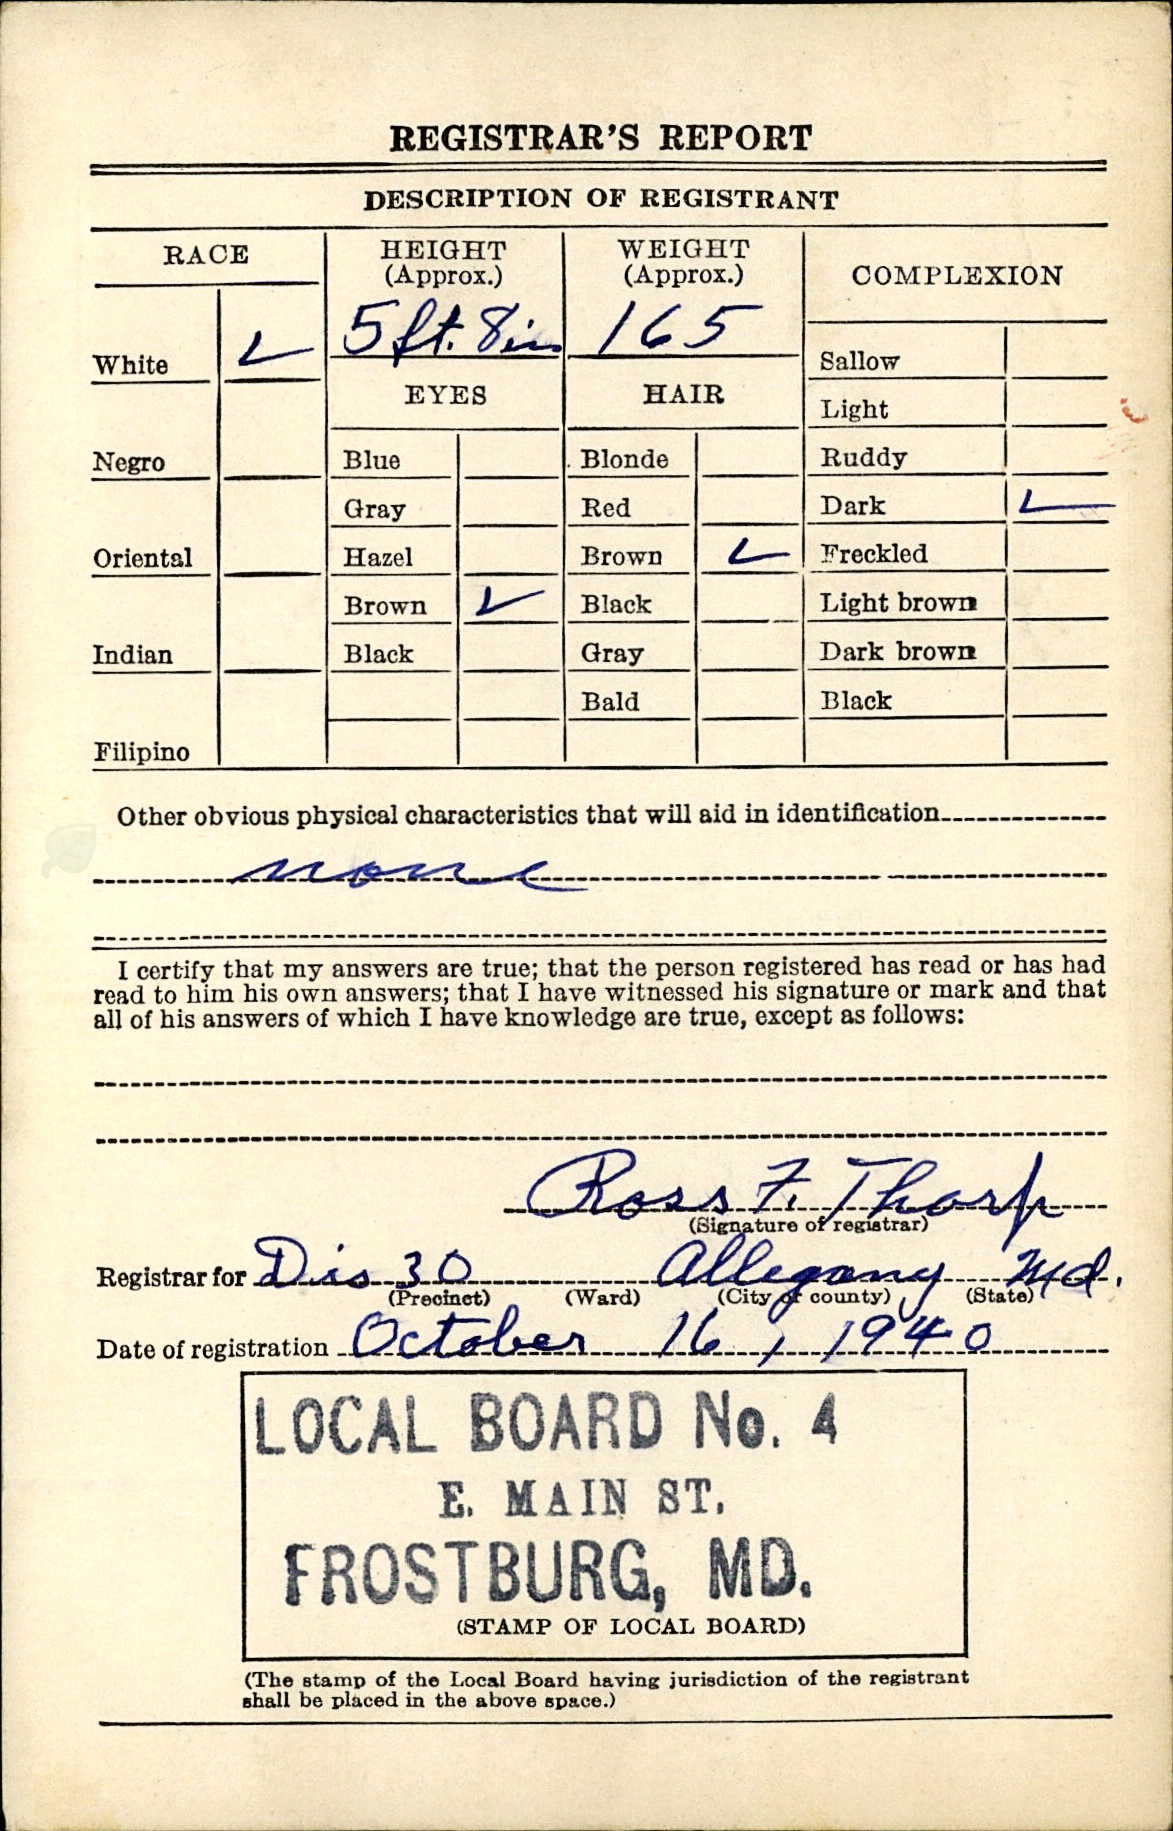 REGISTRAR'S REPORT
DESCRIPTION OF REGISTRANT
RACE
HEIGHT
(Approx.)
WEIGHT
(Approx.)
COMPLEXION
5 ft. 8 in
165
White ✓
Sallow
EYES
HAIR
Light
Negro
Blue
Blonde
Ruddy
Gray
Red
Dark ✓
Oriental
Hazel
Brown ✓
Freckled
Brown ✓
Black
Light brown
Indian
Black
Gray
Dark brown
Bald
Black
Filipino
Other obvious physical characteristics that will aid in identification
none
I certify that my answers are true; that the person registered has read or has had
read to him his own answers; that I have witnessed his signature or mark and that
all of his answers of which I have knowledge are true, except as follows:
Ross F. Tharp
(Signature of registrar)
Registrar for Dis 30 Allegany Md.
(Precinct) (Ward) (City or county) (State)
Date of registration October 16, 1940
LOCAL BOARD No. 4
E. MAIN ST.
FROSTBURG, MD.
(STAMP OF LOCAL BOARD)
(The stamp of the Local Board having jurisdiction of the registrant
shall be placed in the above space.)